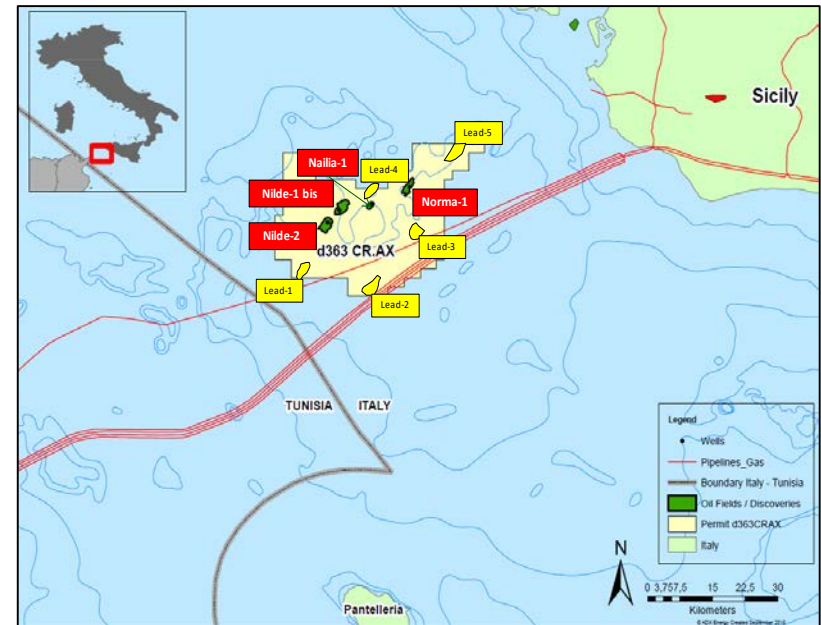 Sicily
Lead-5
Nailia-1
Lead-4
Nilde-1 bis
Norma-1
Nilde-2
Lead-3
d363 CR.AX
Lead-1
Lead-2
TUNISIA
ITALY
Legend
Wells
Pipelines_Gas
Boundary Italy - Tunisia
Oil Fields / Discoveries
Permit d363CRAX
Italy
N
0 3,757,5 15 22,5 30
Kilometers
Pantelleria